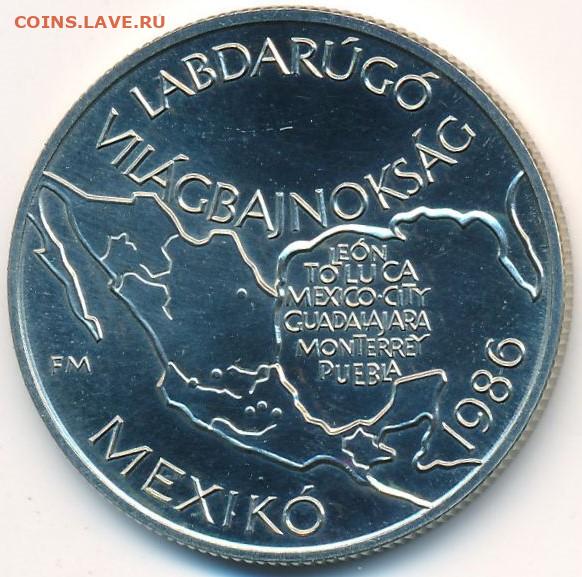 COINS.LAVE.RU
LABDARÚGÓ
VILÁGBAJNOKSÁG
LEÓN
TOLUCA
MEXICO·CITY
GUADALAJARA
MONTERREY
PUEBLA
FM
MEXIKÓ
1986